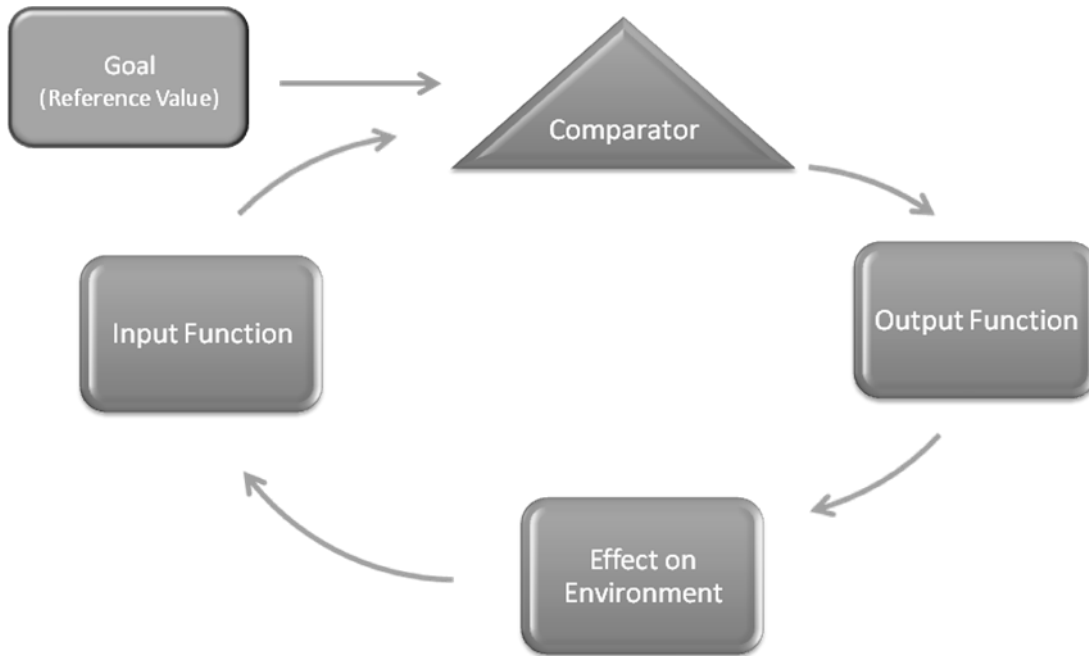 Goal
(Reference Value)
Comparator
Input Function
Output Function
Effect on
Environment